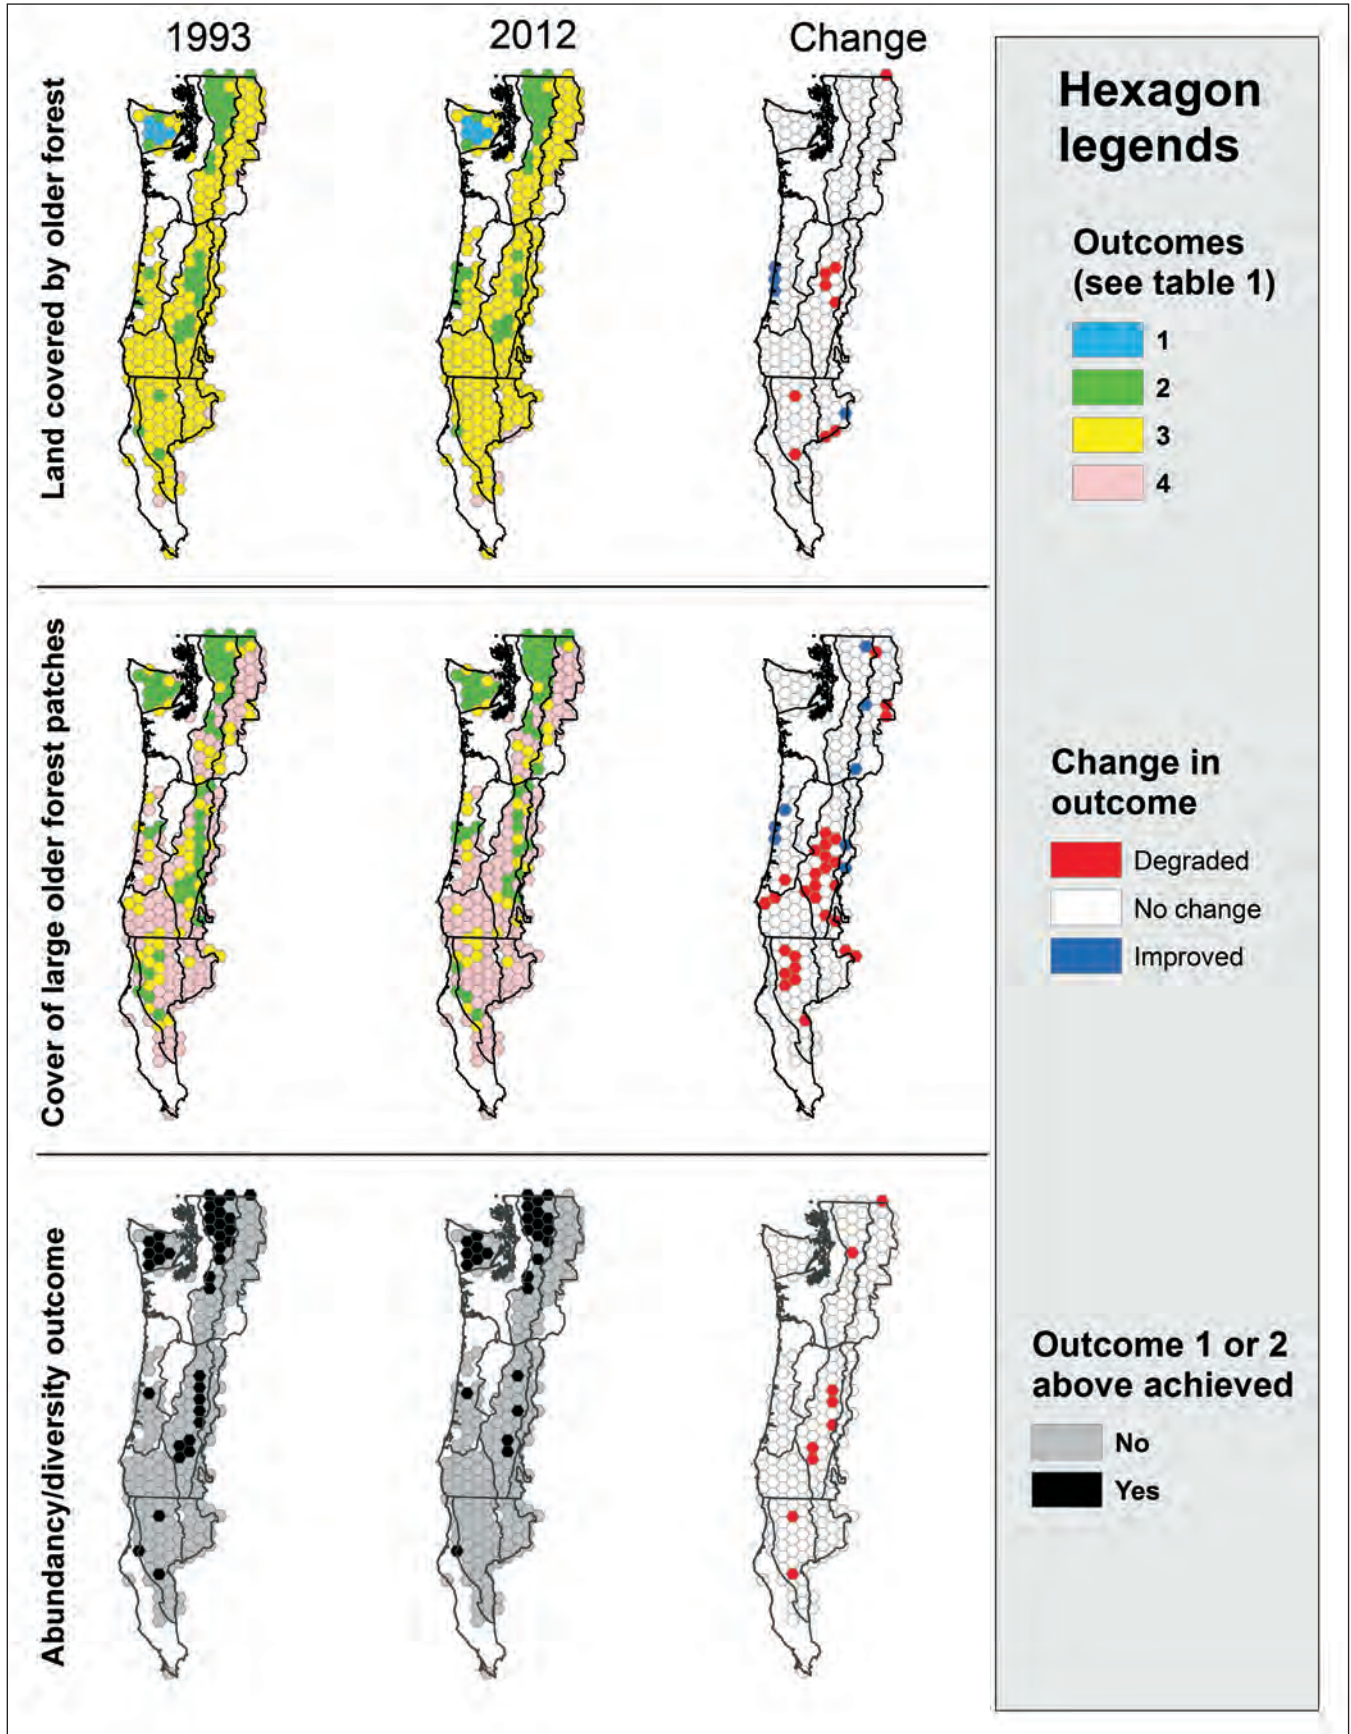 1993
2012
Change
Land covered by older forest
Cover of large older forest patches
Abundancy/diversity outcome
Hexagon
legends
Outcomes
(see table 1)
1
2
3
4
Change in
outcome
Degraded
No change
Improved
Outcome 1 or 2
above achieved
No
Yes